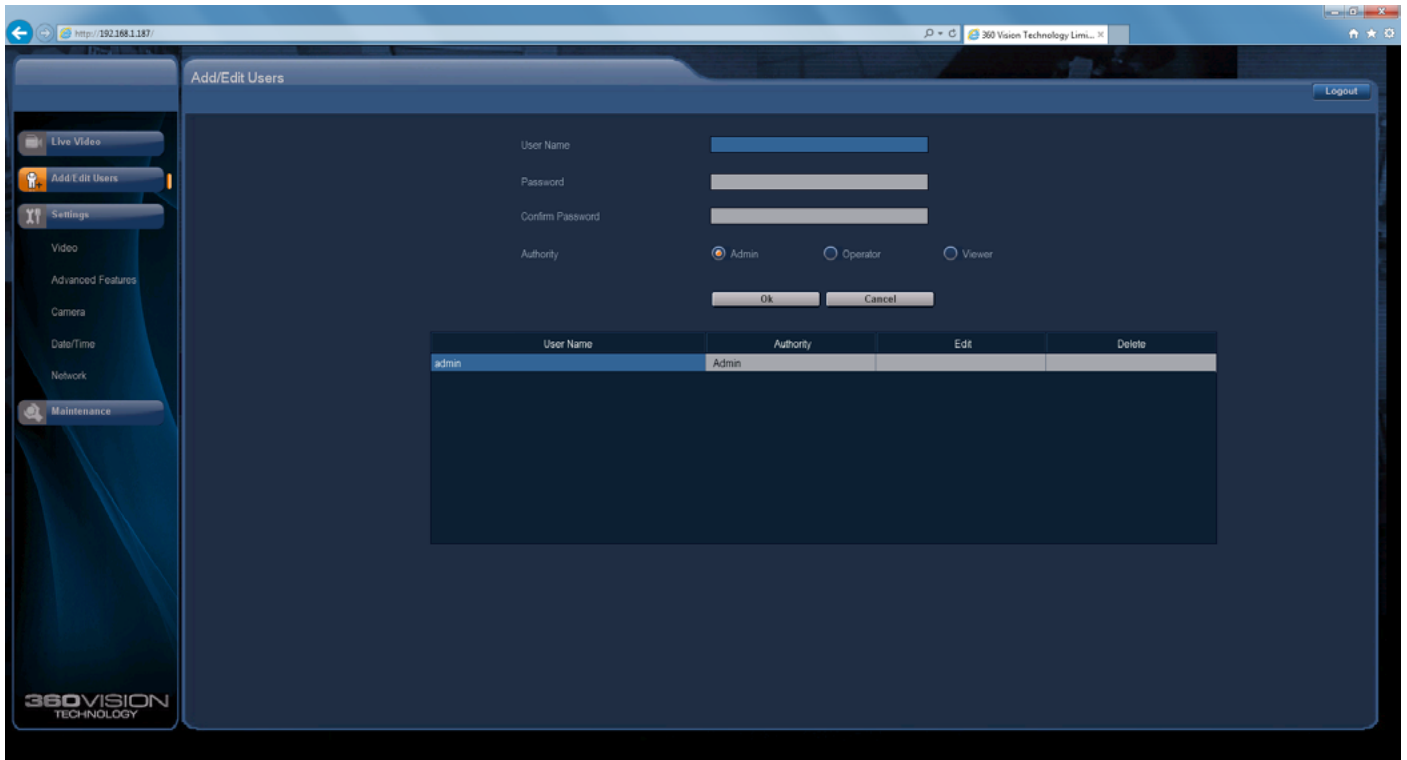 http://192.168.1.187/
360 Vision Technology Limi...
Add/Edit Users
Logout
Live Video
Add/Edit Users
Settings
Video
Advanced Features
Camera
Date/Time
Network
Maintenance
User Name
Password
Confirm Password
Authority
Admin Operator Viewer
Ok Cancel
User Name Authority Edit Delete
admin Admin
360VISION
TECHNOLOGY